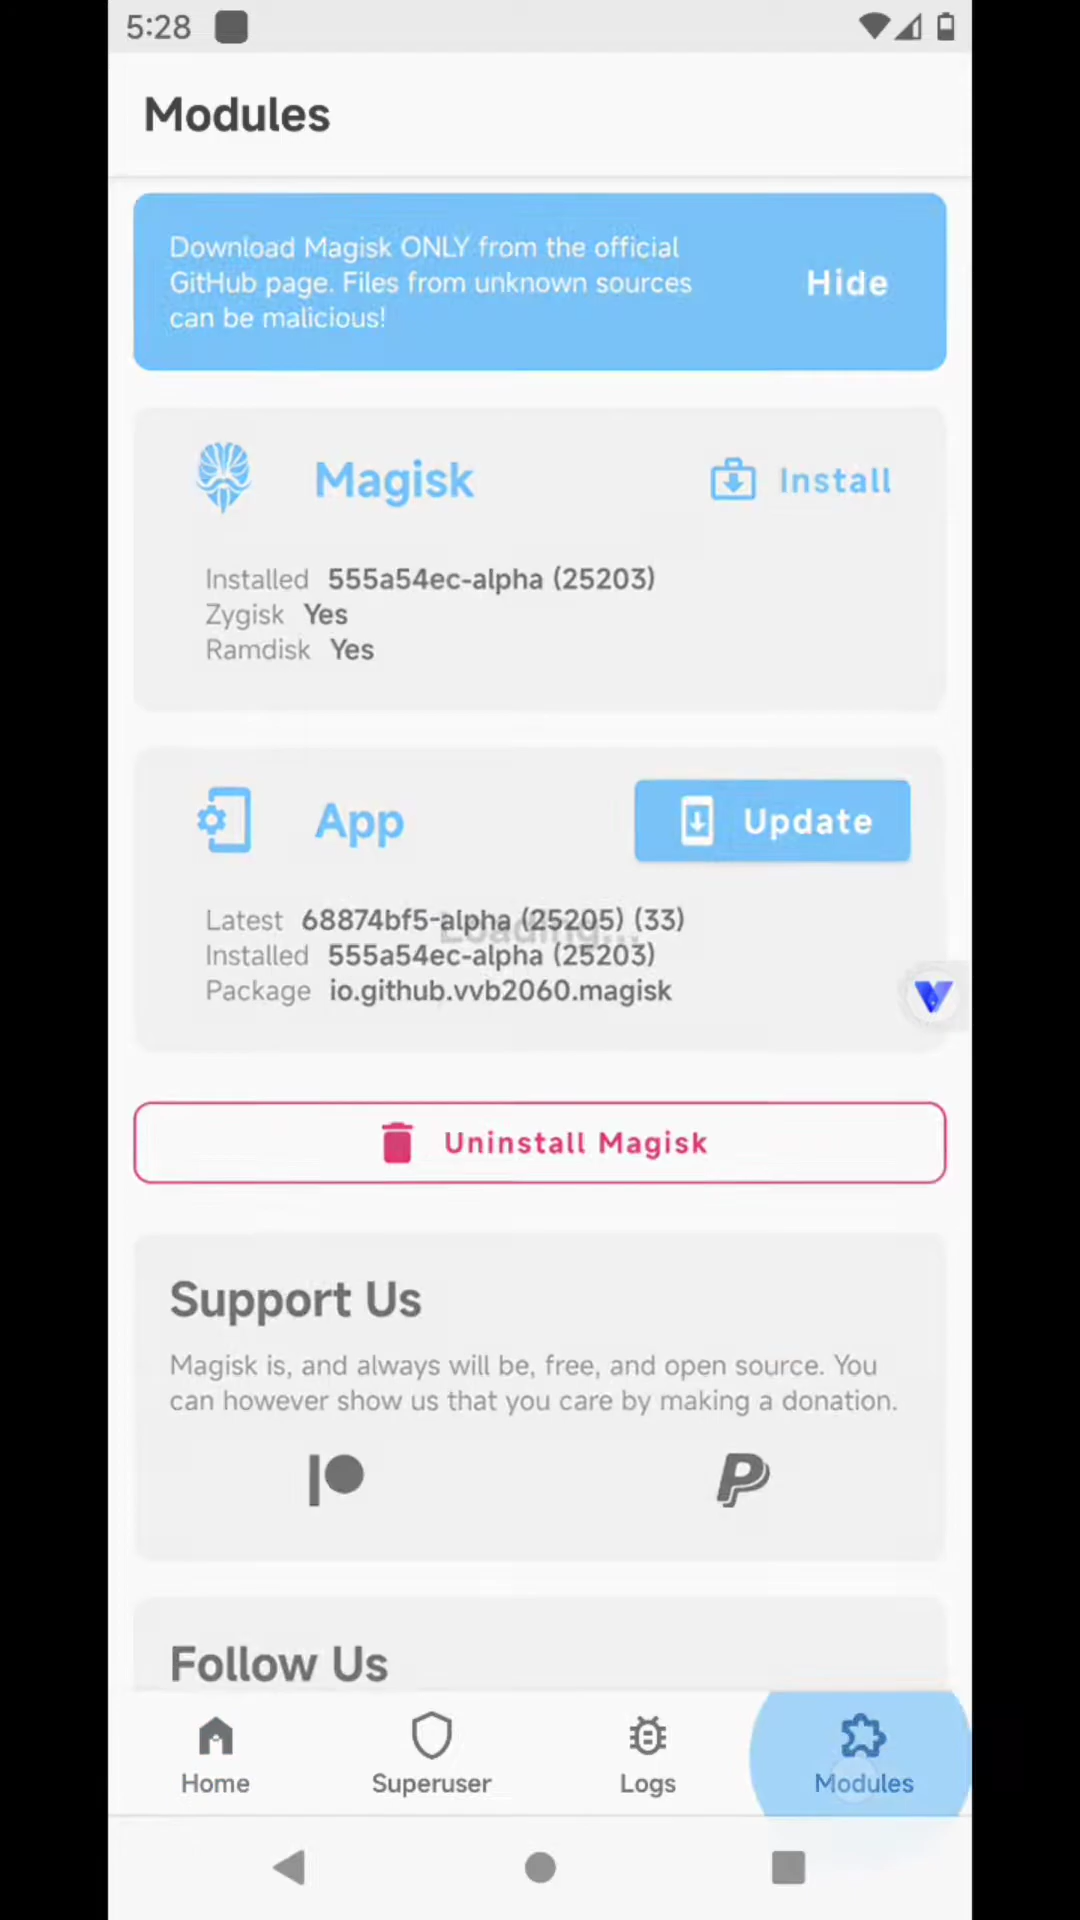 5:28
Modules
Download Magisk ONLY from the official
GitHub page. Files from unknown sources
can be malicious!
Hide
Magisk
Install
Installed 555a54ec-alpha (25203)
Zygisk Yes
Ramdisk Yes
App
Update
Loading...
Latest 68874bf5-alpha (25205) (33)
Installed 555a54ec-alpha (25203)
Package io.github.vvb2060.magisk
Uninstall Magisk
Support Us
Magisk is, and always will be, free, and open source. You
can however show us that you care by making a donation.
Follow Us
Home
Superuser
Logs
Modules